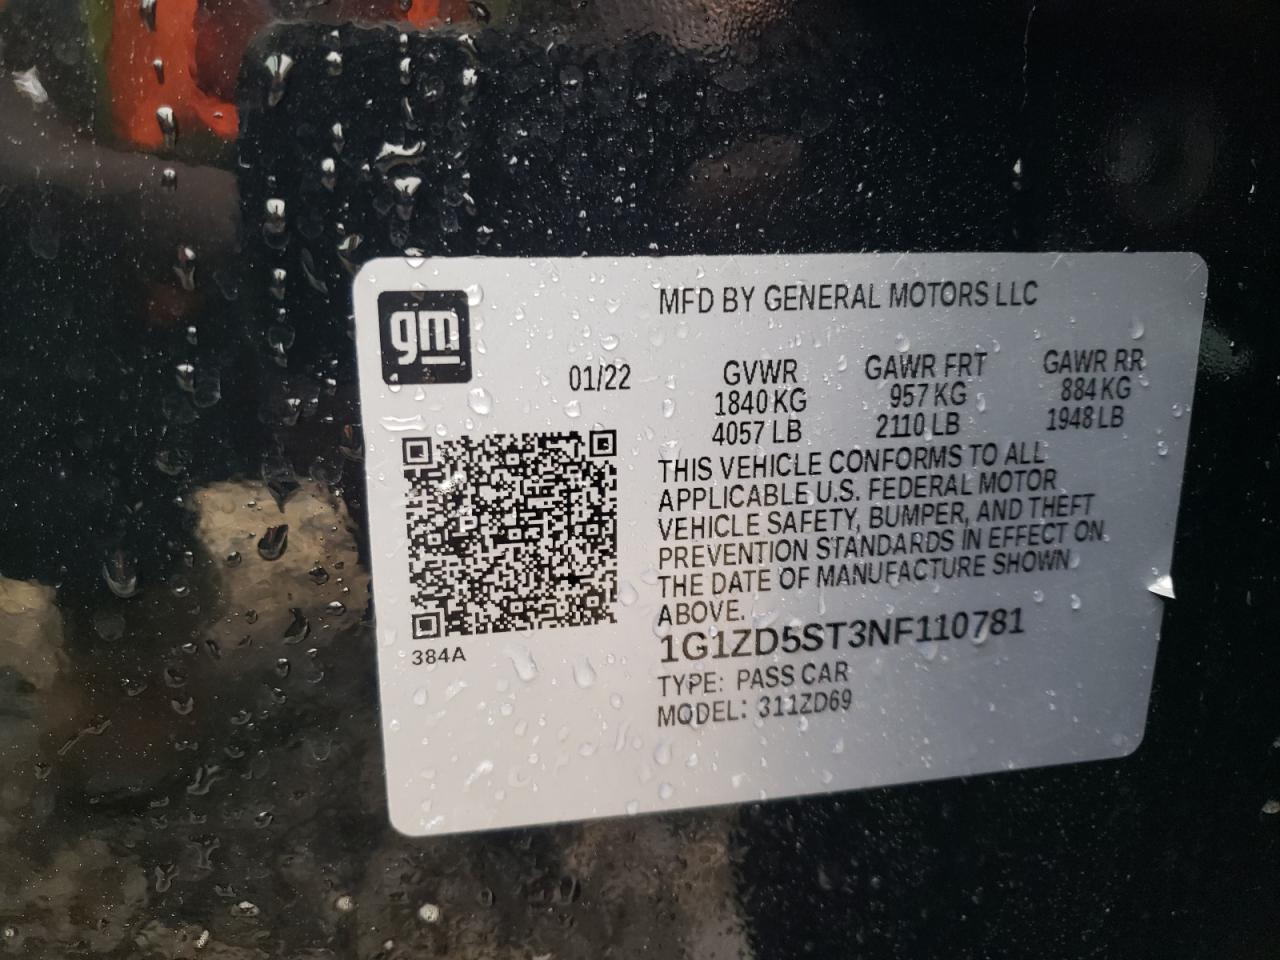 gm
MFD BY GENERAL MOTORS LLC
01/22 GVWR GAWR FRT GAWR RR
1840 KG 957 KG 884 KG
4057 LB 2110 LB 1948 LB
THIS VEHICLE CONFORMS TO ALL
APPLICABLE U.S. FEDERAL MOTOR
VEHICLE SAFETY, BUMPER, AND THEFT
PREVENTION STANDARDS IN EFFECT ON
THE DATE OF MANUFACTURE SHOWN
ABOVE.
1G1ZD5ST3NF110781
TYPE: PASS CAR
MODEL: 311ZD69
384A